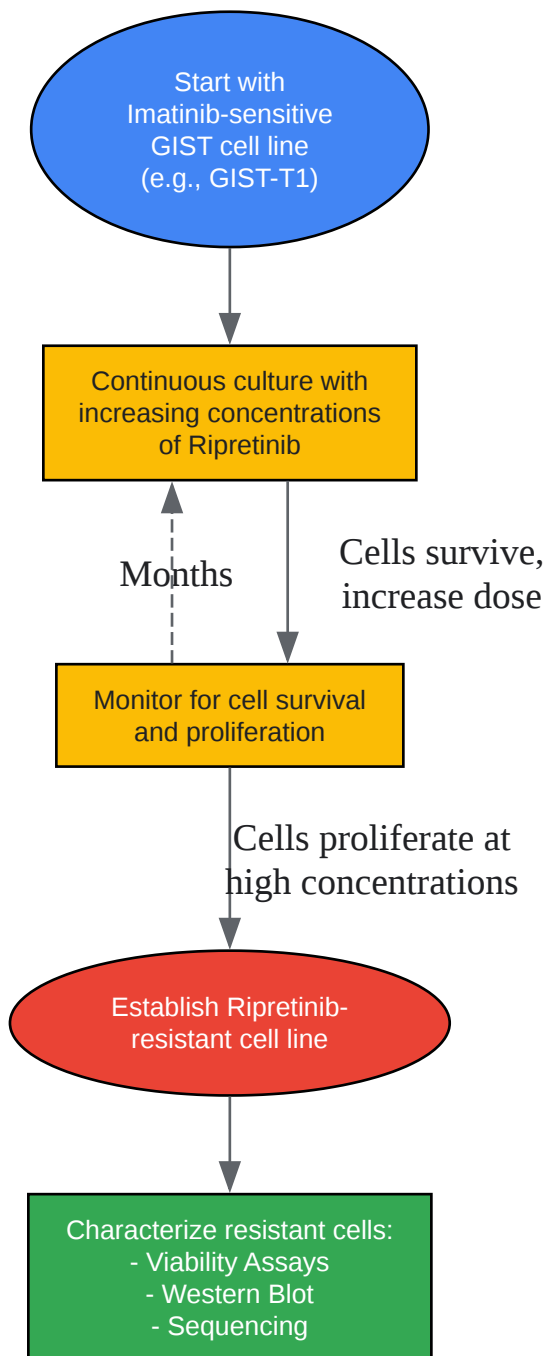 Start with
Imatinib-sensitive
GIST cell line
(e.g., GIST-T1)
Continuous culture with
increasing concentrations
of Ripretinib
Months
Cells survive,
increase dose
Monitor for cell survival
and proliferation
Cells proliferate at
high concentrations
Establish Ripretinib-
resistant cell line
Characterize resistant cells:
- Viability Assays
- Western Blot
- Sequencing